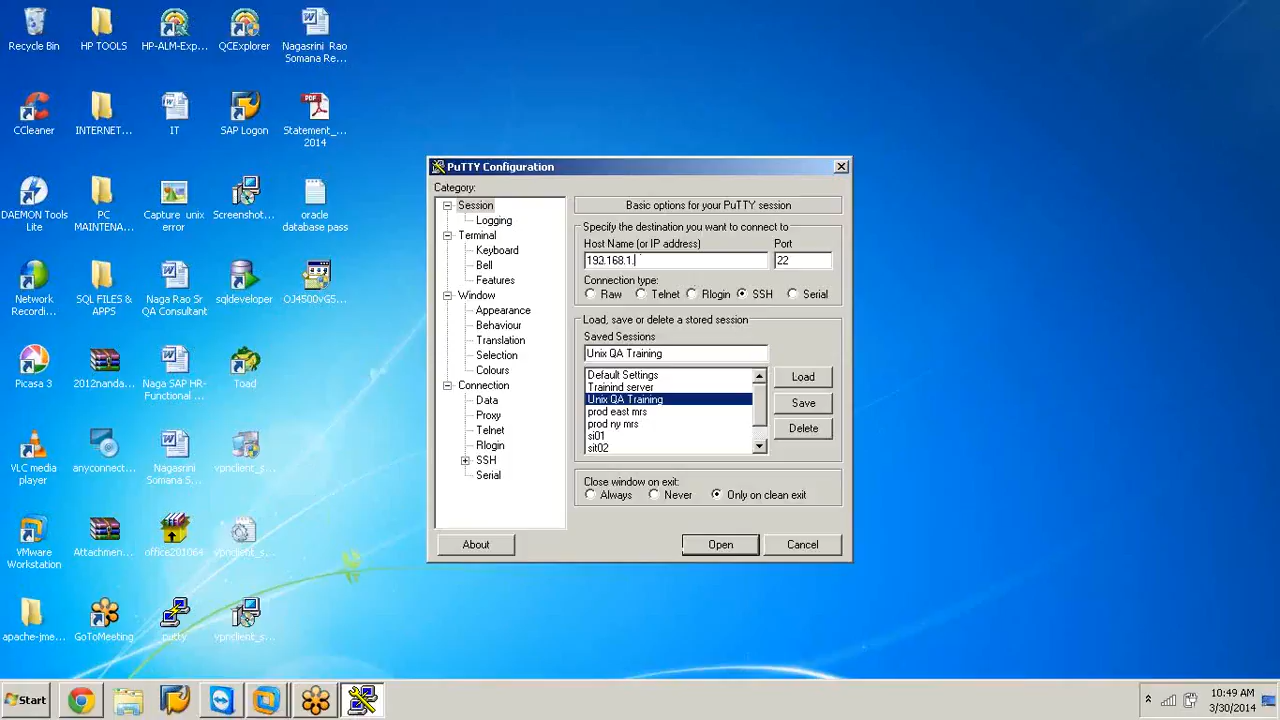 Recycle Bin
HP TOOLS
HP-ALM-Exp...
QCExplorer
Nagasrini Rao
Somana Re...
CCleaner
INTERNET...
IT
SAP Logon
Statement_...
2014
DAEMON Tools
Lite
PC
MAINTENA...
Capture unix
error
Screenshot...
oracle
database pass
Network
Recordi...
SQL FILES &
APPS
Naga Rao Sr
QA Consultant
sqldeveloper
OJ4500vG5...
Picasa 3
2012nanda...
Naga SAP HR-
Functional ...
Toad
VLC media
player
anyconnect...
Nagasrini
Somana S...
vpnclient_s...
VMware
Workstation
Attachmen...
office201064
vpnclient_s...
apache-jme...
GoToMeeting
putty
vpnclient_s...
PuTTY Configuration
Category:
Session
Logging
Terminal
Keyboard
Bell
Features
Window
Appearance
Behaviour
Translation
Selection
Colours
Connection
Data
Proxy
Telnet
Rlogin
SSH
Serial
Basic options for your PuTTY session
Specify the destination you want to connect to
Host Name (or IP address)
Port
192.168.1.
22
Connection type:
Raw
Telnet
Rlogin
SSH
Serial
Load, save or delete a stored session
Saved Sessions
Unix QA Training
Default Settings
Trainind server
Unix QA Training
prod east mrs
prod ny mrs
si01
sit02
Load
Save
Delete
Close window on exit:
Always
Never
Only on clean exit
About
Open
Cancel
Start
10:49 AM
3/30/2014